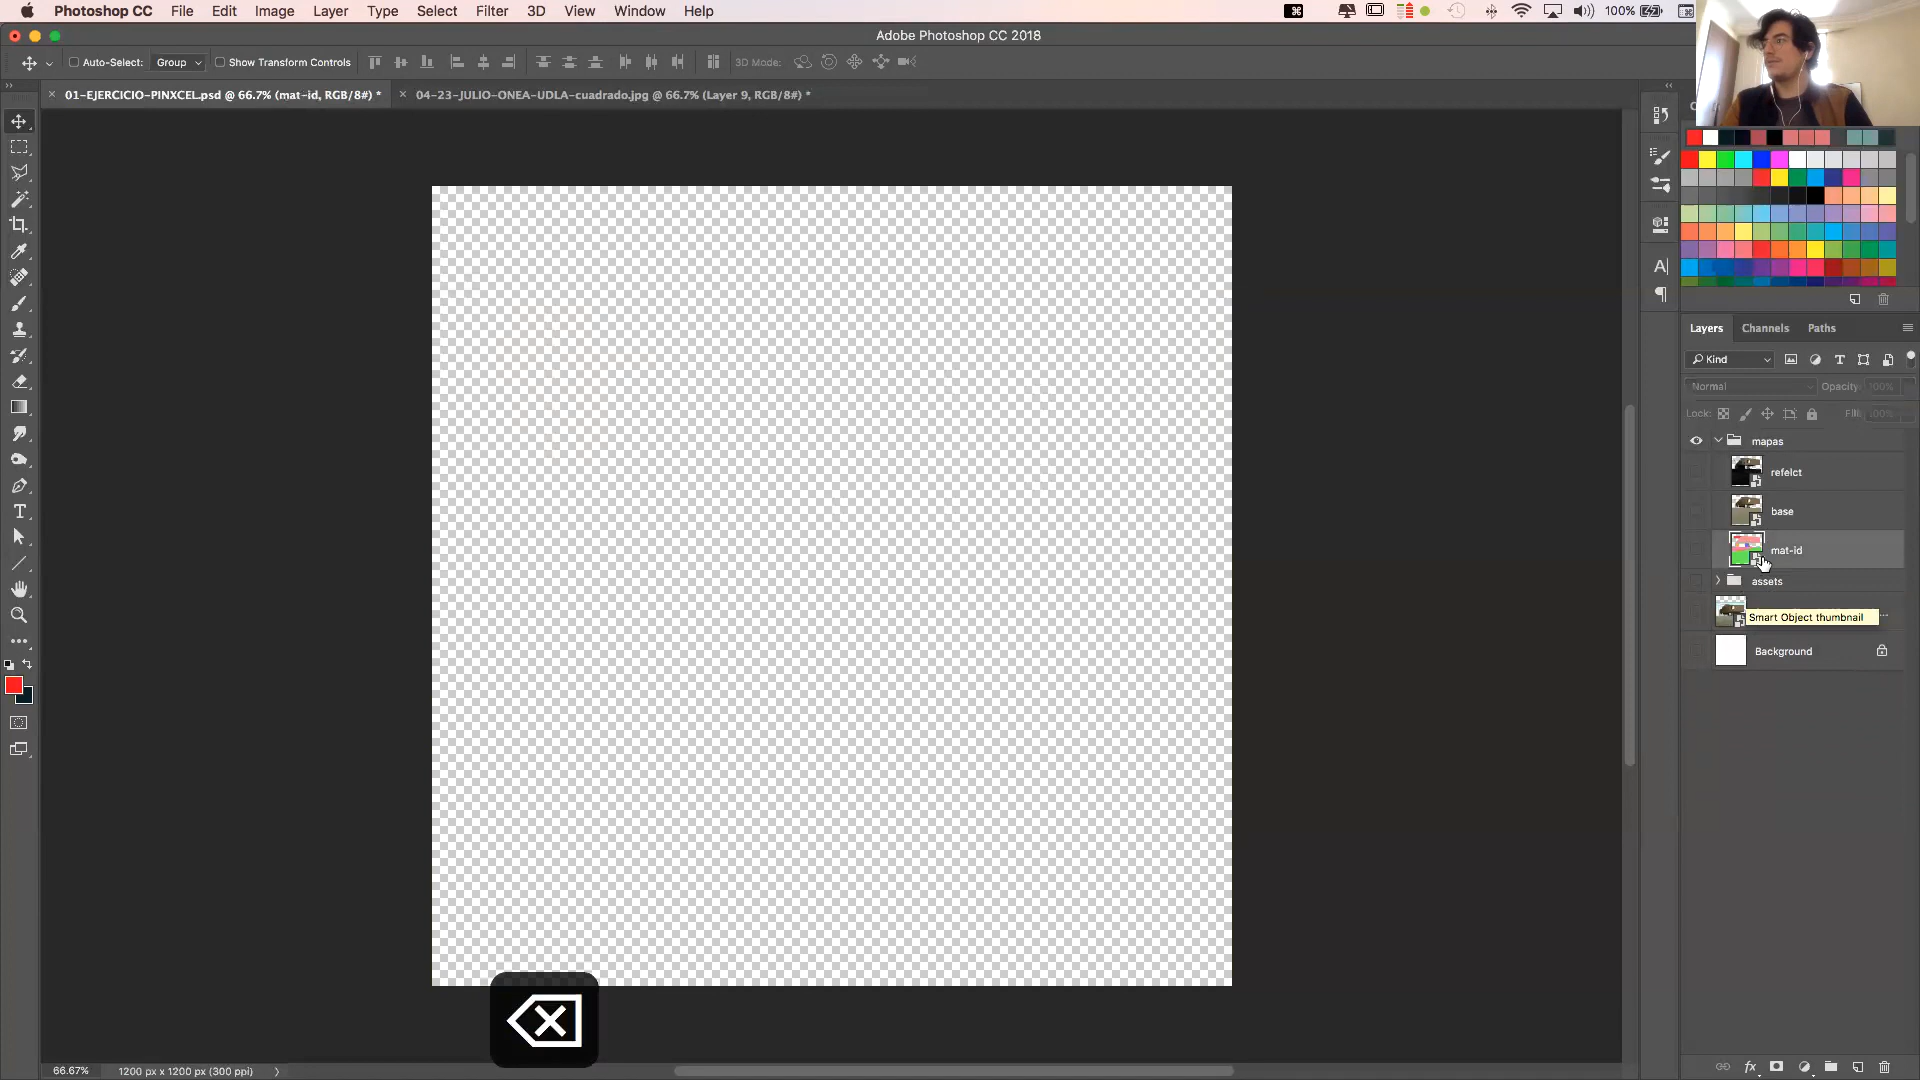 Photoshop CC File Edit Image Layer Type Select Filter 3D View Window Help 100%
Adobe Photoshop CC 2018
Auto-Select: Group Show Transform Controls 3D Mode:
01-EJERCICIO-PINXCEL.psd @ 66.7% (mat-id, RGB/8#) * 04-23-JULIO-ONEA-UDLA-cuadrado.jpg @ 66.7% (Layer 9, RGB/8#) *
Layers Channels Paths
Kind
Normal Opacity: 100%
Lock: Fill: 100%
mapas
refelct
base
mat-id
assets
Smart Object thumbnail
Background
66.67% 1200 px x 1200 px (300 ppi)